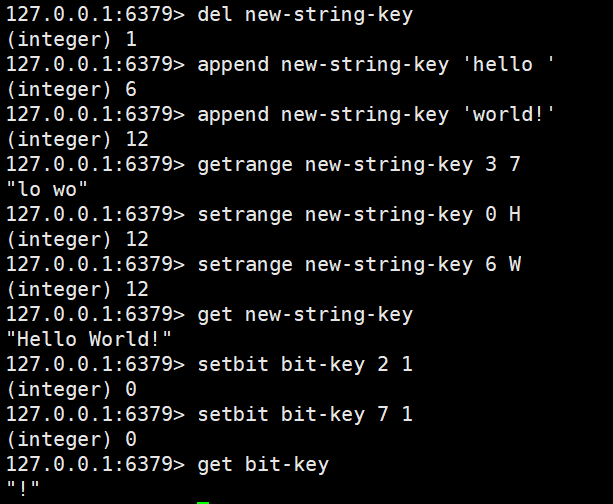 127.0.0.1:6379> del new-string-key
(integer) 1
127.0.0.1:6379> append new-string-key 'hello '
(integer) 6
127.0.0.1:6379> append new-string-key 'world!'
(integer) 12
127.0.0.1:6379> getrange new-string-key 3 7
"lo wo"
127.0.0.1:6379> setrange new-string-key 0 H
(integer) 12
127.0.0.1:6379> setrange new-string-key 6 W
(integer) 12
127.0.0.1:6379> get new-string-key
"Hello World!"
127.0.0.1:6379> setbit bit-key 2 1
(integer) 0
127.0.0.1:6379> setbit bit-key 7 1
(integer) 0
127.0.0.1:6379> get bit-key
"!"